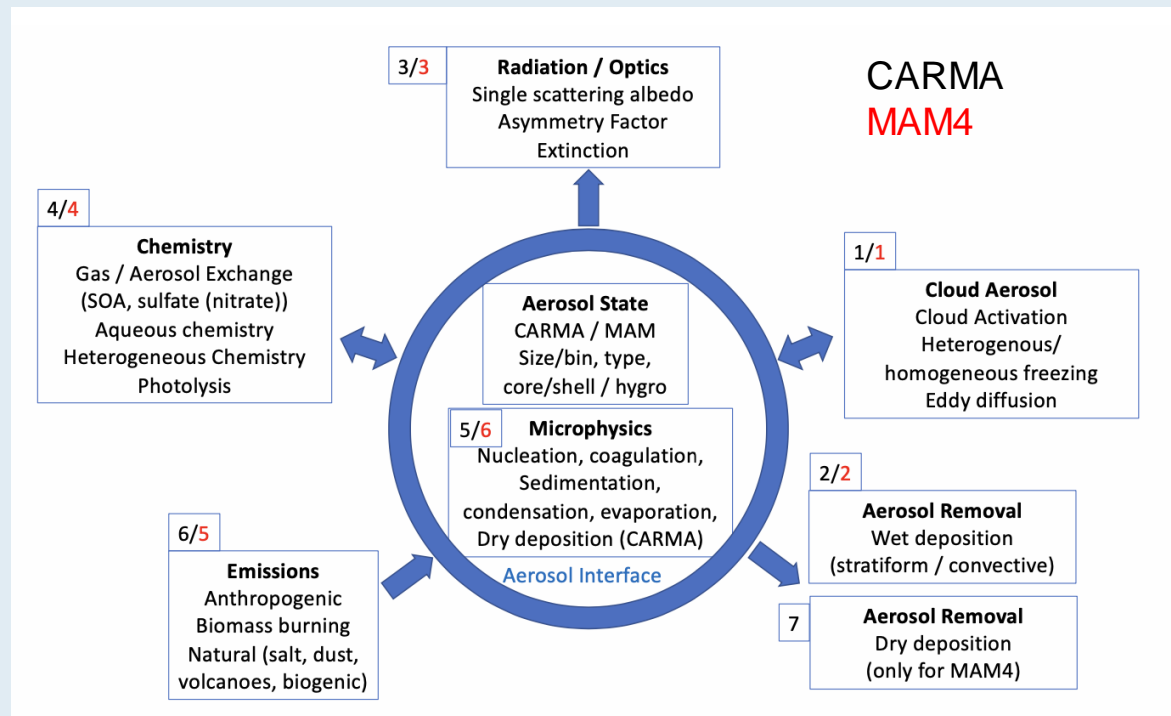 3/3
Radiation / Optics
Single scattering albedo
Asymmetry Factor
Extinction
CARMA
MAM4
4/4
Chemistry
Gas / Aerosol Exchange
(SOA, sulfate (nitrate))
Aqueous chemistry
Heterogeneous Chemistry
Photolysis
1/1
Cloud Aerosol
Cloud Activation
Heterogenous/
homogeneous freezing
Eddy diffusion
Aerosol State
CARMA / MAM
Size/bin, type,
core/shell / hygro
5/6
Microphysics
Nucleation, coagulation,
Sedimentation,
condensation, evaporation,
Dry deposition (CARMA)
Aerosol Interface
6/5
Emissions
Anthropogenic
Biomass burning
Natural (salt, dust,
volcanoes, biogenic)
2/2
Aerosol Removal
Wet deposition
(stratiform / convective)
7
Aerosol Removal
Dry deposition
(only for MAM4)